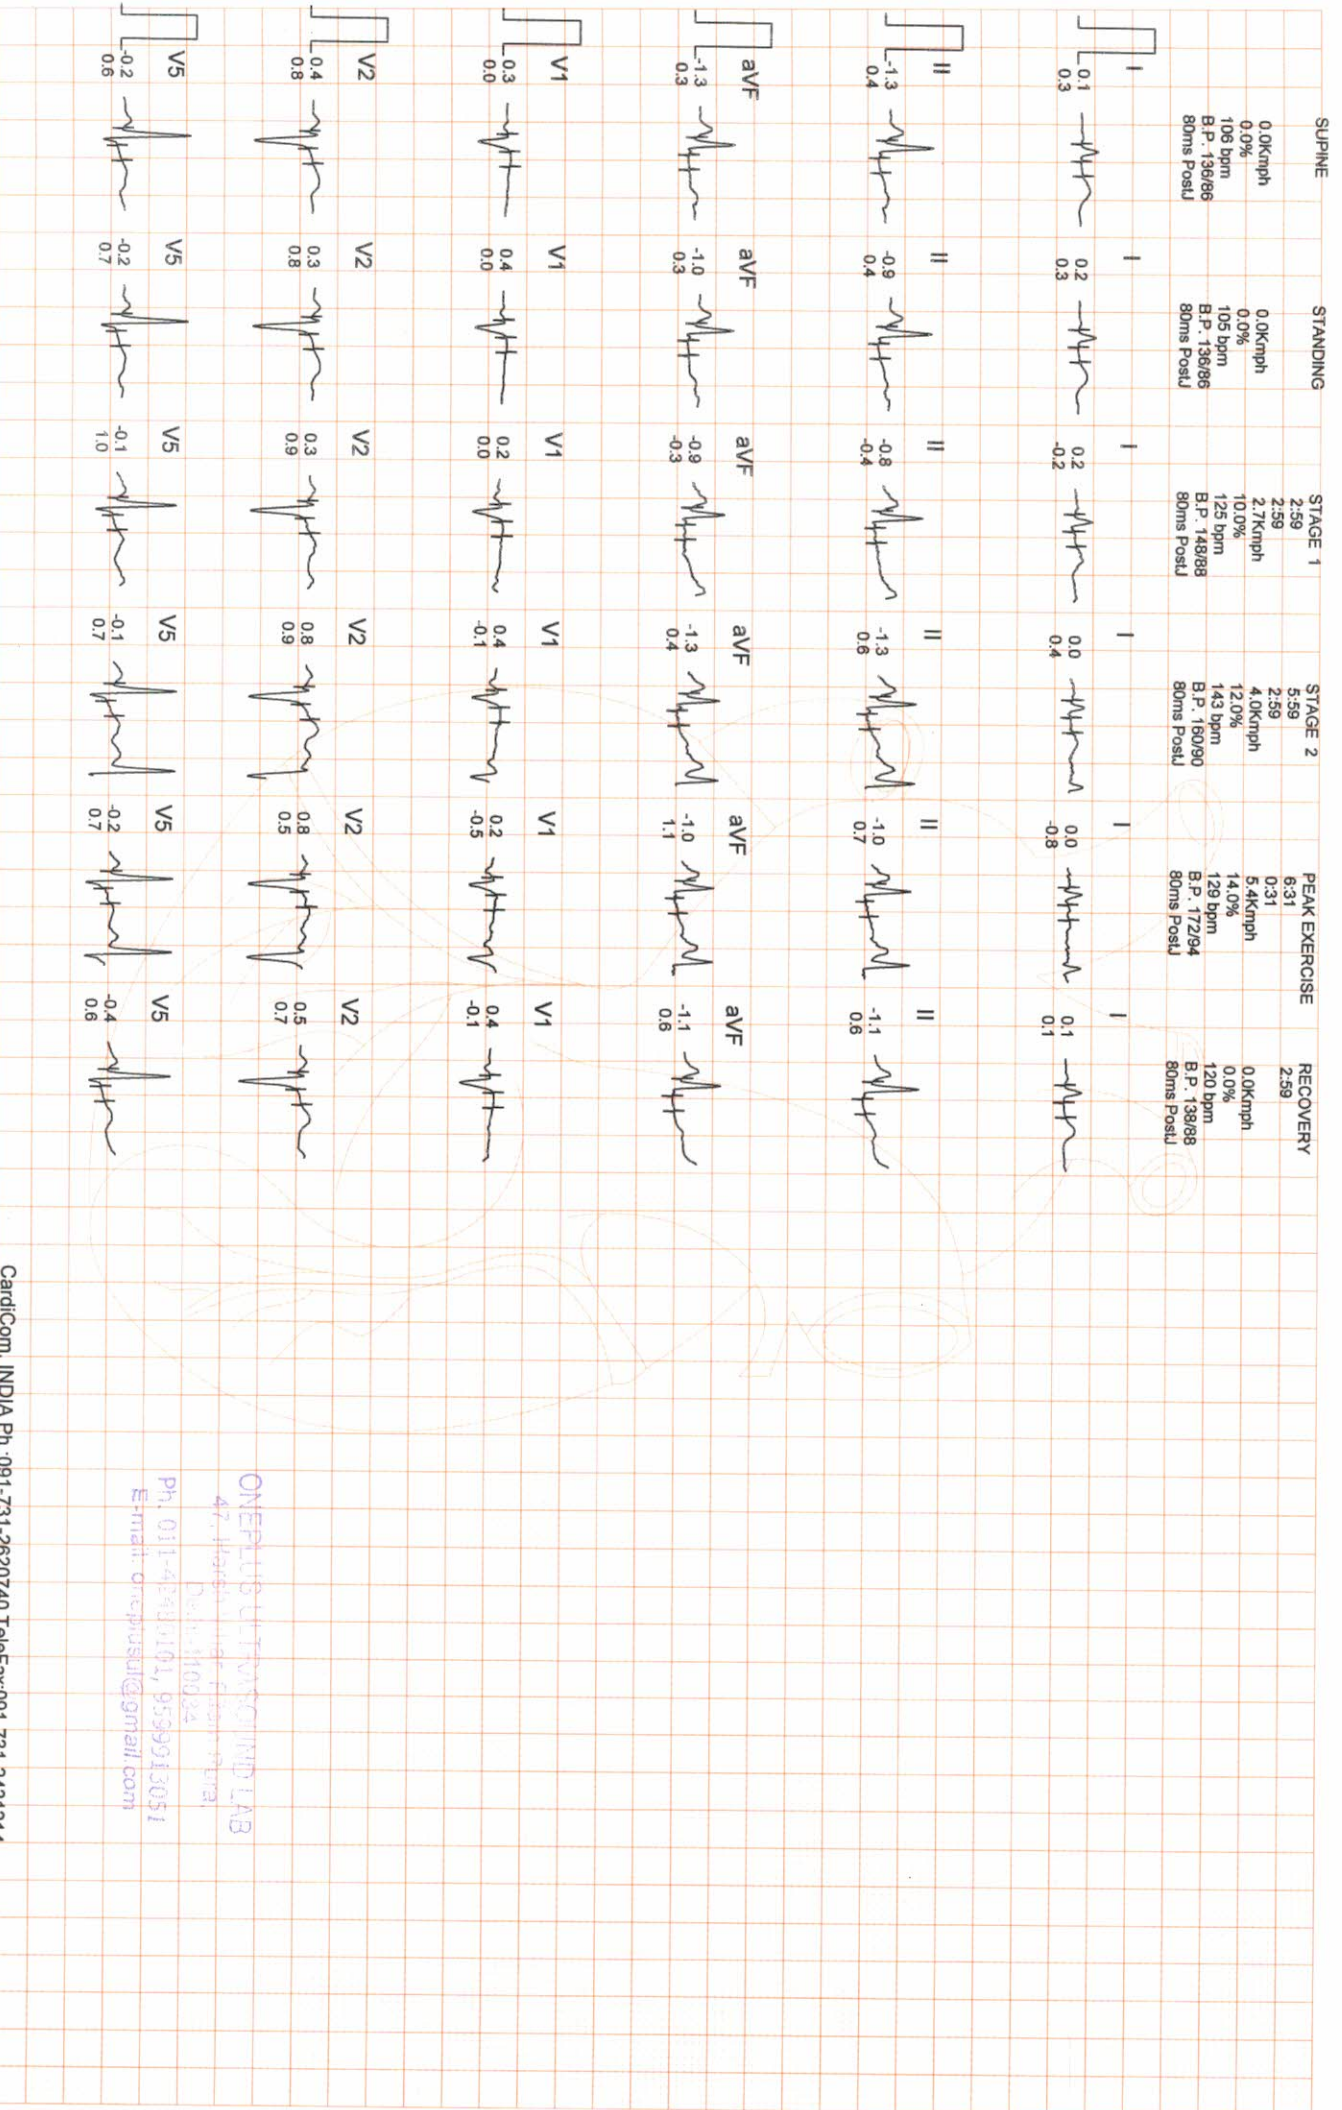 SUPINE
0.0Kmph
0.0%
106 bpm
B.P. 136/86
80ms PostJ
STANDING
0.0Kmph
0.0%
105 bpm
B.P. 136/86
80ms PostJ
STAGE 1
2:59
2:59
2.7Kmph
10.0%
125 bpm
B.P. 148/88
80ms PostJ
STAGE 2
5:59
2:59
4.0Kmph
12.0%
143 bpm
B.P. 160/90
80ms PostJ
PEAK EXERCISE
6:31
0:31
5.4Kmph
14.0%
129 bpm
B.P. 172/94
80ms PostJ
RECOVERY
2:59
0.0Kmph
0.0%
120 bpm
B.P. 138/88
80ms PostJ
I I I I I I
0.1 0.2 0.2 0.0 0.0 0.1
0.3 0.3 -0.2 0.4 -0.8 0.1
II II II II II II
-1.3 -0.9 -0.8 -1.3 -1.0 -1.1
0.4 0.4 -0.4 0.6 0.7 0.6
aVF aVF aVF aVF aVF aVF
-1.3 -1.0 -0.9 -1.3 -1.0 -1.1
0.3 0.3 -0.3 0.4 1.1 0.6
V1 V1 V1 V1 V1 V1
0.3 0.4 0.2 0.4 0.2 0.4
0.0 0.0 0.0 -0.1 -0.5 -0.1
V2 V2 V2 V2 V2 V2
0.4 0.3 0.3 0.8 0.8 0.5
0.8 0.8 0.9 0.9 0.5 0.7
V5 V5 V5 V5 V5 V5
-0.2 -0.2 -0.1 -0.1 -0.2 -0.4
0.6 0.7 1.0 0.7 0.7 0.6
ONEPLUS ULTRASOUND LAB
47,
Delhi-110034
Ph. 9599913051
E-mail: oneplusul@gmail.com
CardiCom, INDIA Ph.:091-731-2620740